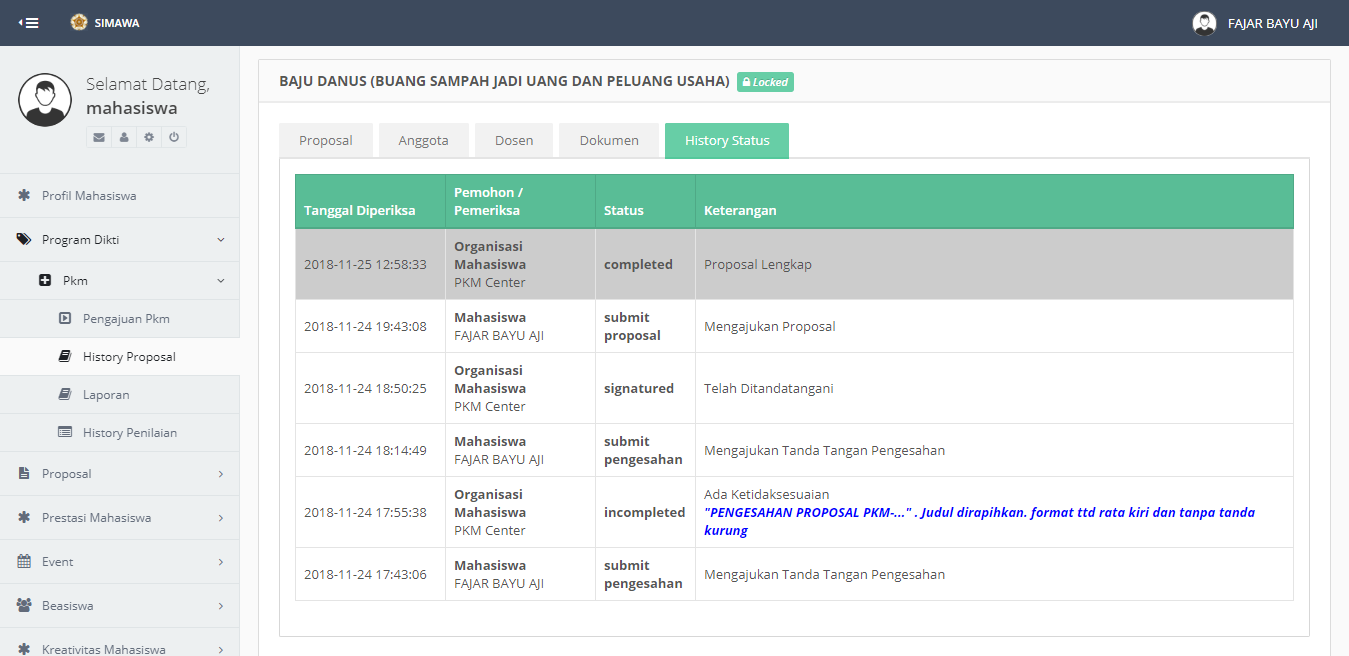 SIMAWA
FAJAR BAYU AJI
Selamat Datang,
mahasiswa
Profil Mahasiswa
Program Dikti
Pkm
Pengajuan Pkm
History Proposal
Laporan
History Penilaian
Proposal
Prestasi Mahasiswa
Event
Beasiswa
Kreativitas Mahasiswa
BAJU DANUS (BUANG SAMPAH JADI UANG DAN PELUANG USAHA) Locked
Proposal Anggota Dosen Dokumen History Status
Tanggal Diperiksa Pemohon / Pemeriksa Status Keterangan
2018-11-25 12:58:33 Organisasi Mahasiswa PKM Center completed Proposal Lengkap
2018-11-24 19:43:08 Mahasiswa FAJAR BAYU AJI submit proposal Mengajukan Proposal
2018-11-24 18:50:25 Organisasi Mahasiswa PKM Center signatured Telah Ditandatangani
2018-11-24 18:14:49 Mahasiswa FAJAR BAYU AJI submit pengesahan Mengajukan Tanda Tangan Pengesahan
2018-11-24 17:55:38 Organisasi Mahasiswa PKM Center incompleted Ada Ketidaksesuaian
"PENGESAHAN PROPOSAL PKM-..." . Judul dirapihkan. format ttd rata kiri dan tanpa tanda
kurung
2018-11-24 17:43:06 Mahasiswa FAJAR BAYU AJI submit pengesahan Mengajukan Tanda Tangan Pengesahan